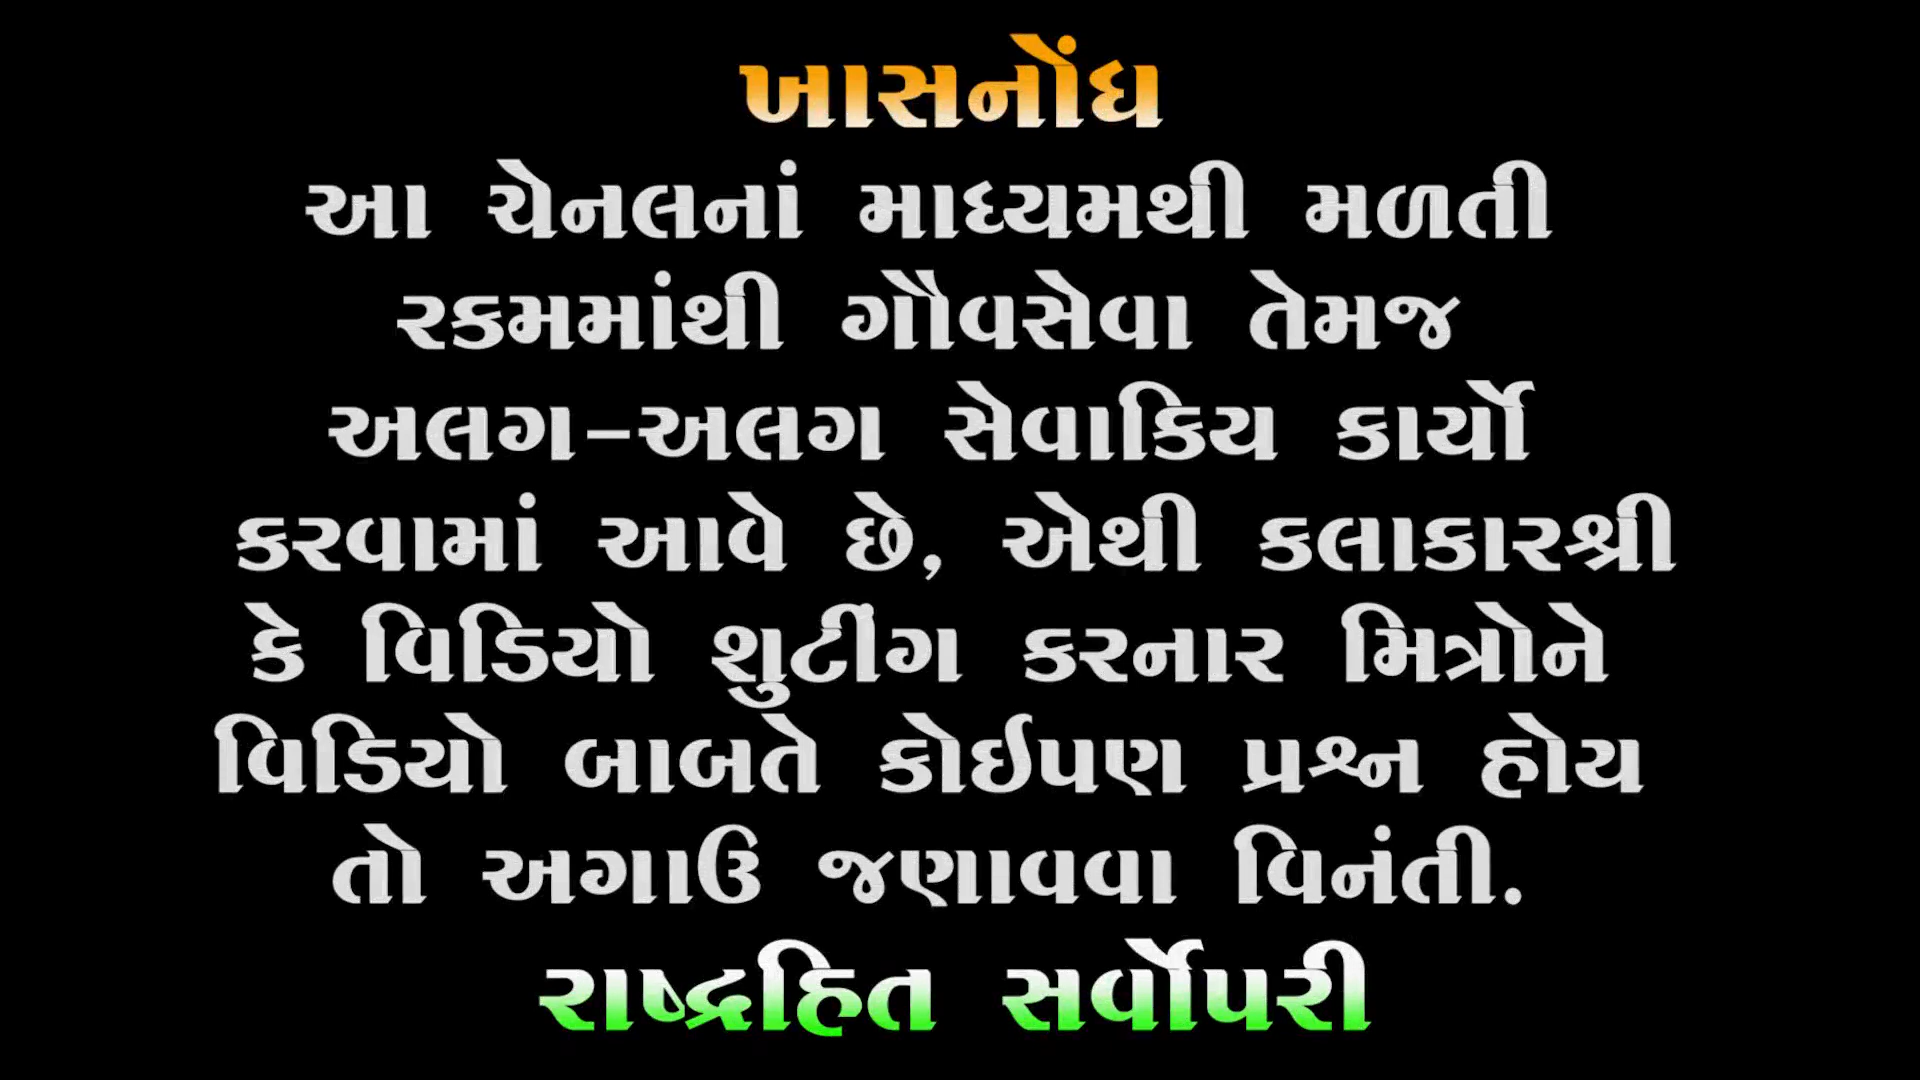 ખાસનોંધ
આ ચેનલનાં માધ્યમથી મળતી
રકમમાંથી ગૌવસેવા તેમજ
અલગ-અલગ સેવાકિય કાર્યો
કરવામાં આવે છે, એથી કલાકારશ્રી
કે વિડિયો શુટીંગ કરનાર મિત્રોને
વિડિયો બાબતે કોઈપણ પ્રશ્ન હોય
તો અગાઉ જણાવવા વિનંતી.
રાષ્દ્રહિત સર્વોપરી